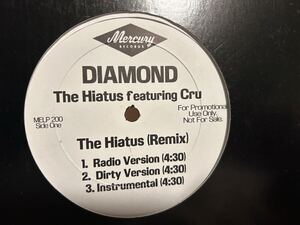 Mercury
RECORDS
DIAMOND
The Hiatus featuring Cru
MELP 200
Side One
For Promotional
Use Only.
Not For Sale.
The Hiatus (Remix)
1. Radio Version (4:30)
2. Dirty Version (4:30)
3. Instrumental (4:30)